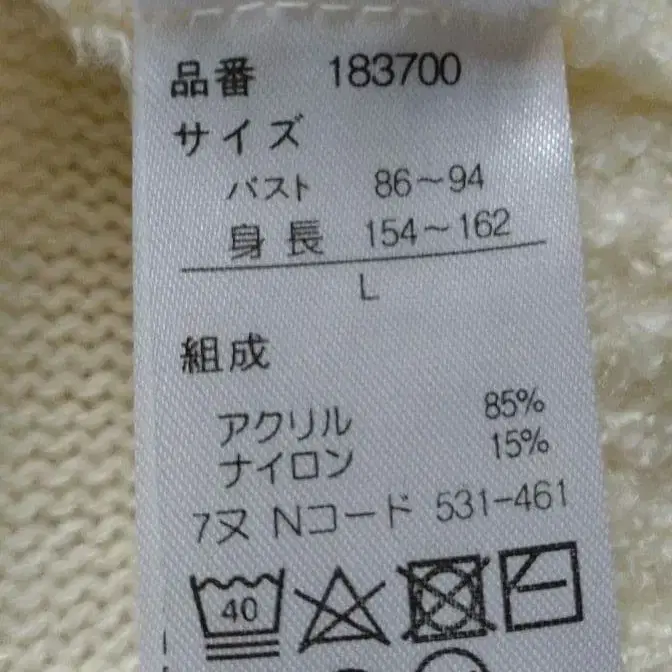 品番 183700
サイズ
バスト 86〜94
身長 154〜162
L
組成
アクリル 85%
ナイロン 15%
7ヌ Nコード 531-461
40